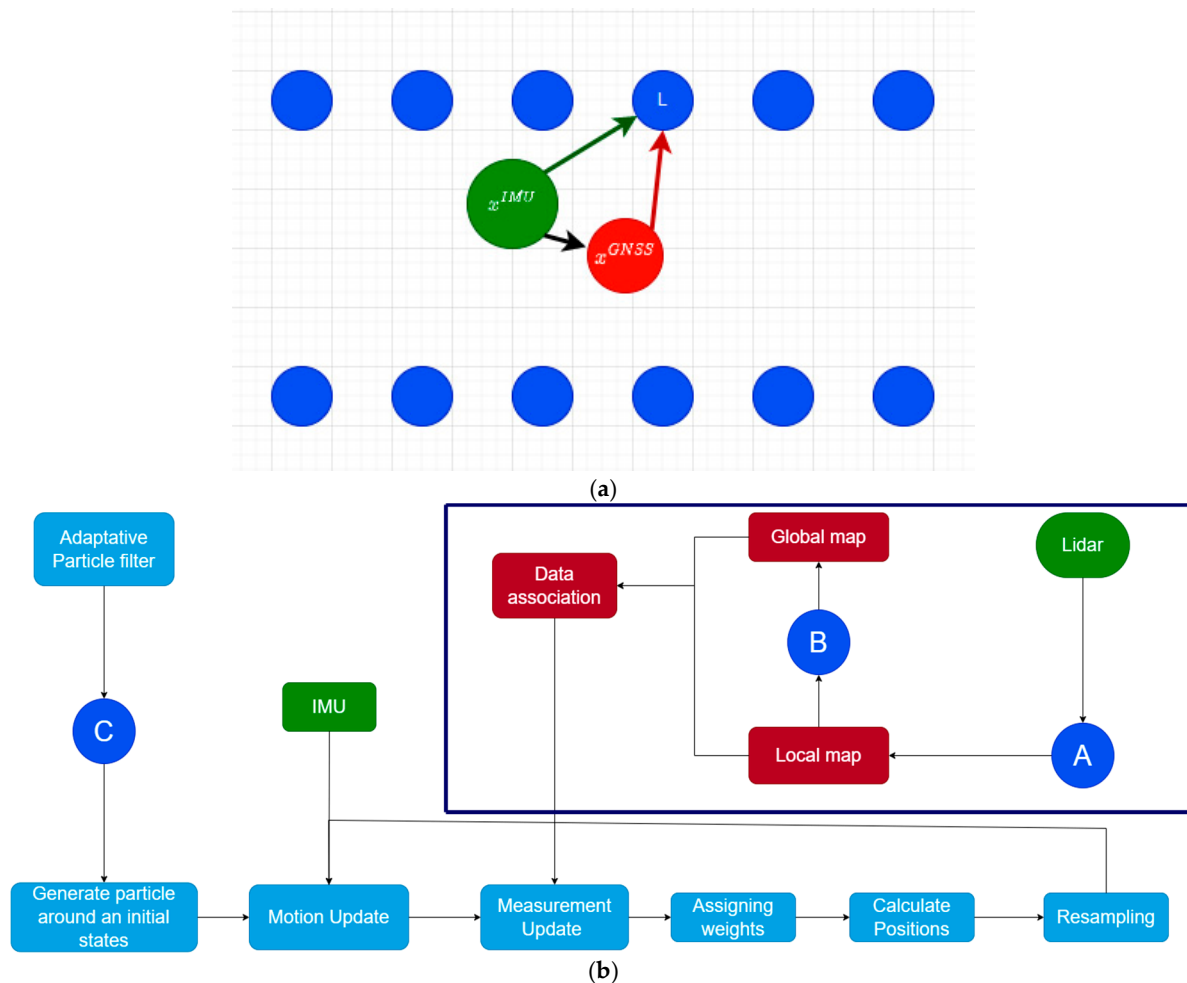 L
x^{IMU}
x^{GNSS}
(a)
Adaptative
Particle filter
Global map
Lidar
Data
association
B
C
IMU
Local map
A
Generate particle
around an initial
states
Motion Update
Measurement
Update
Assigning
weights
Calculate
Positions
Resampling
(b)